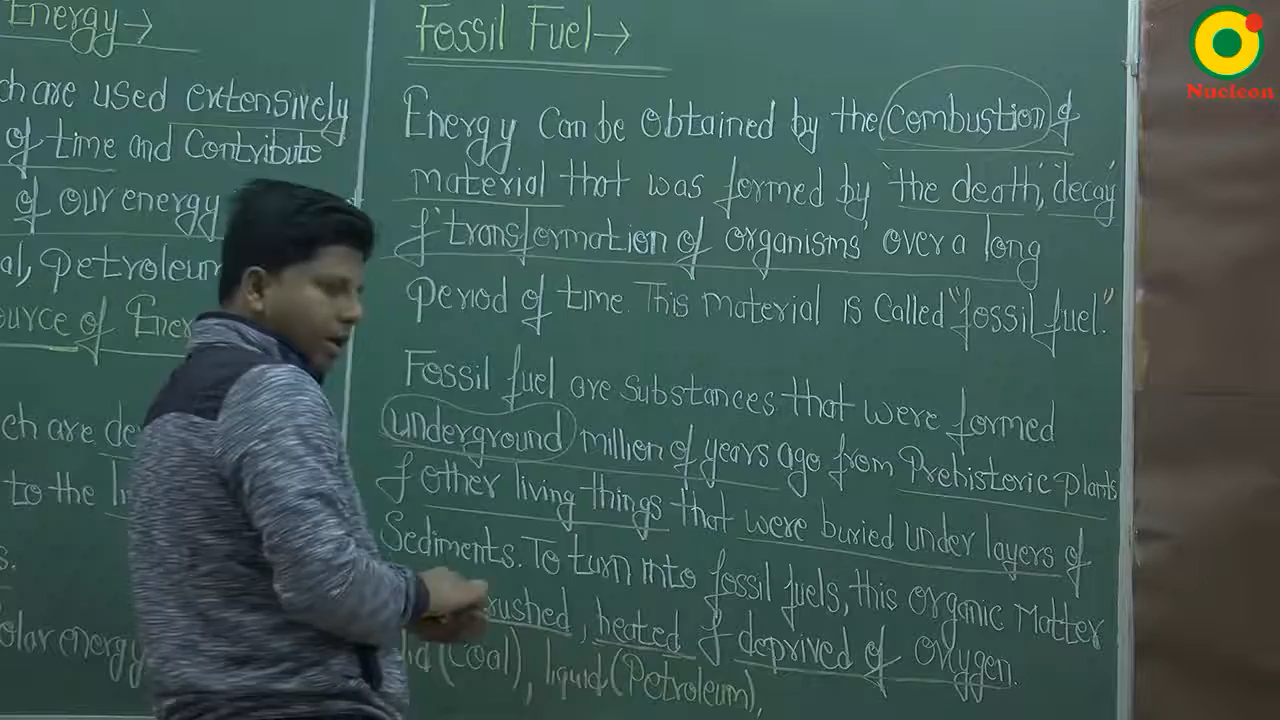 Energy→
ch are used extensively
of time and Contribute
of our energy
al, Petroleum
ource of Ener
ch are de
to the li
s.
olar energy
Fossil Fuel→
Energy Can be Obtained by the Combustion of
material that was formed by 'the death, 'decay'
& 'transformation of organisms' over a long
Period of time. This material is Called "fossil fuel."
Fossil fuel are Substances that were formed
underground million of years ago from Prehistoric Plants
& other living things that were buried under layers of
Sediments. To turn into fossil fuels, this organic Matter
rushed, heated & deprived of Oxygen.
lid (Coal), liquid (Petroleum),
Nucleon